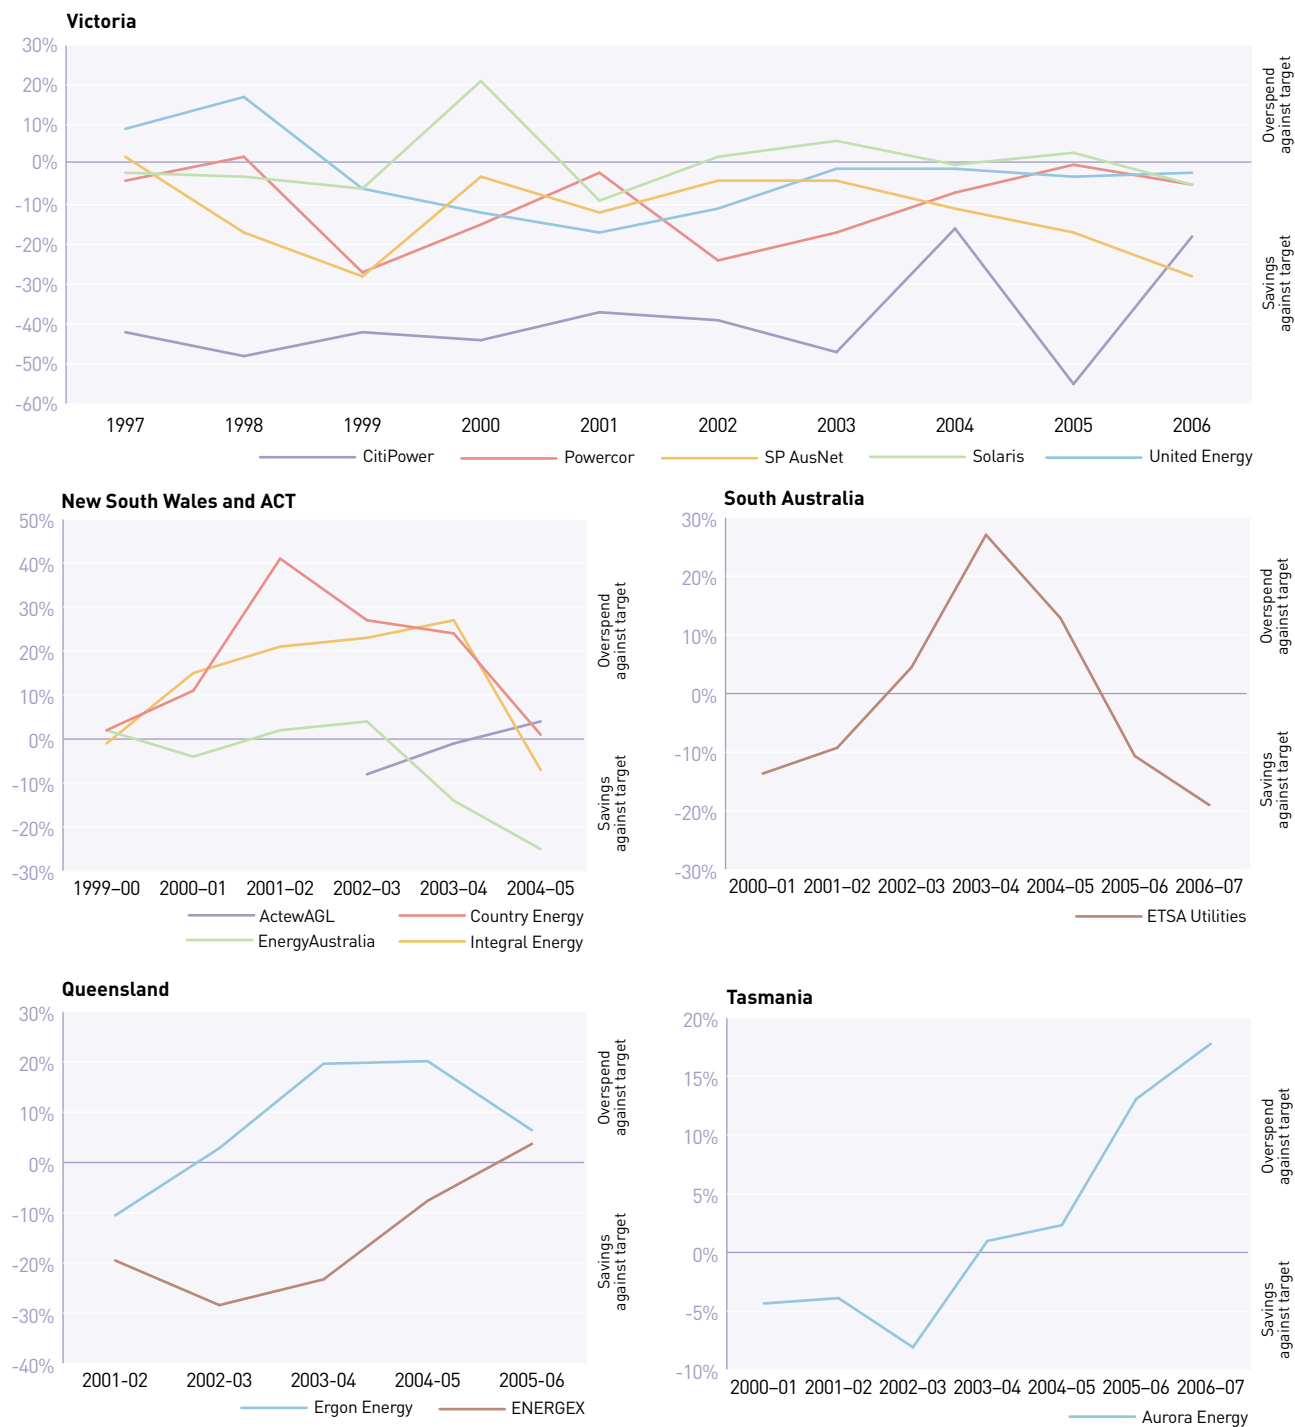 Victoria
30%
20%
10%
0%
-10%
-20%
-30%
-40%
-50%
-60%
Overspend
against target
Savings
against target
1997 1998 1999 2000 2001 2002 2003 2004 2005 2006
CitiPower Powercor SP AusNet Solaris United Energy
New South Wales and ACT
50%
40%
30%
20%
10%
0%
-10%
-20%
-30%
Overspend
against target
Savings
against target
1999–00 2000–01 2001–02 2002–03 2003–04 2004–05
ActewAGL Country Energy
EnergyAustralia Integral Energy
South Australia
30%
20%
10%
0%
-10%
-20%
-30%
Overspend
against target
Savings
against target
2000–01 2001–02 2002–03 2003–04 2004–05 2005–06 2006–07
ETSA Utilities
Queensland
30%
20%
10%
0%
-10%
-20%
-30%
-40%
Overspend
against target
Savings
against target
2001-02 2002-03 2003-04 2004-05 2005-06
Ergon Energy ENERGEX
Tasmania
20%
15%
10%
5%
0%
-5%
-10%
Overspend
against target
Savings
against target
2000–01 2001–02 2002–03 2003–04 2004–05 2005–06 2006–07
Aurora Energy